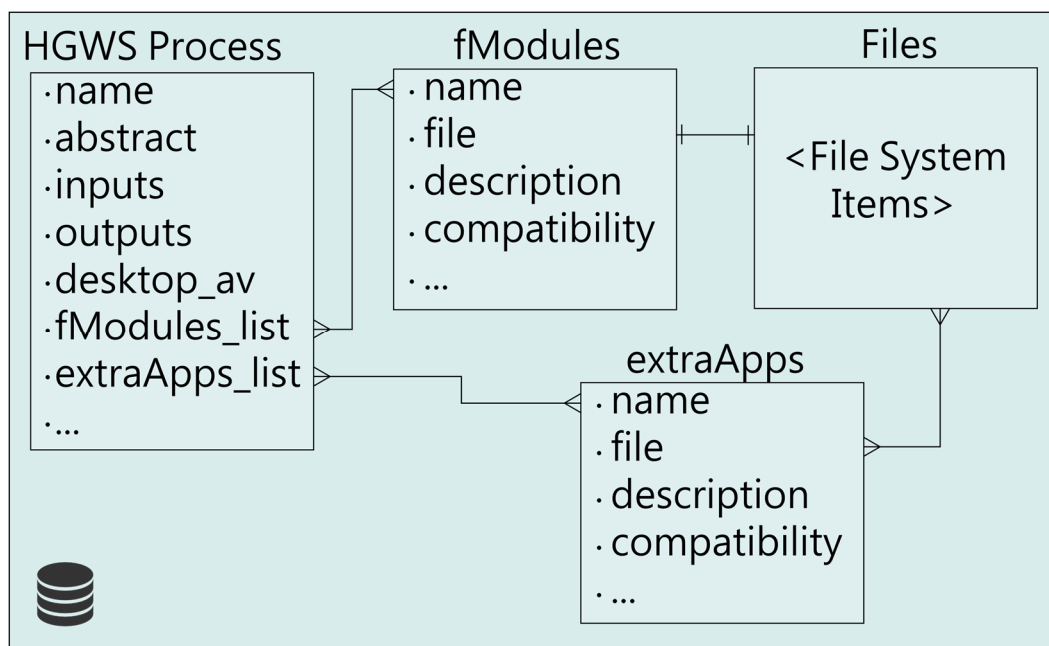 HGWS Process
·name
·abstract
·inputs
·outputs
·desktop_av
·fModules_list
·extraApps_list
·...
fModules
· name
· file
· description
· compatibility
· ...
Files
<File System
Items>
extraApps
· name
· file
· description
· compatibility
· ...